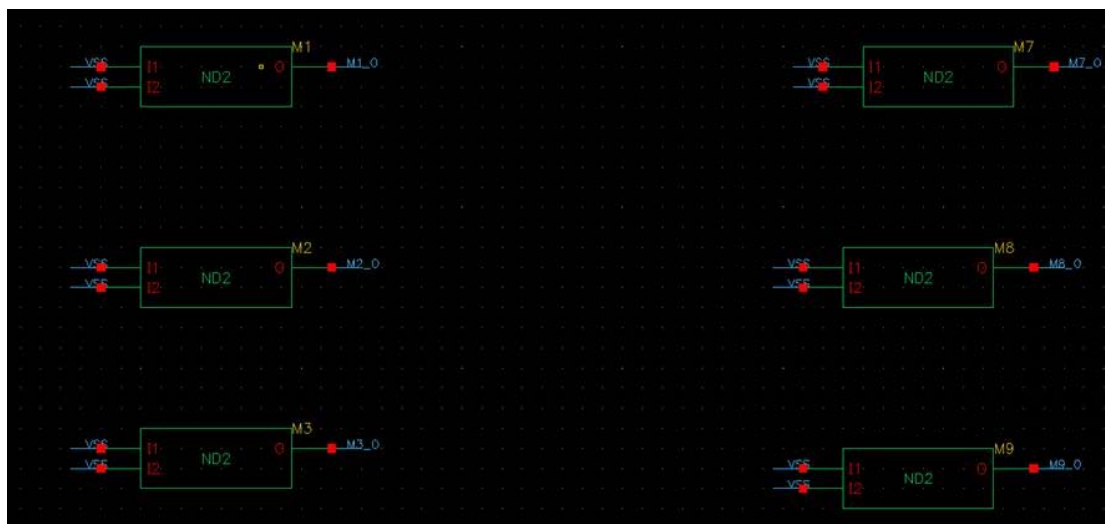 M1
VSS I1 O M1_O
VSS I2 ND2
M7
VSS I1 O M7_O
VSS I2 ND2
M2
VSS I1 O M2_O
VSS I2 ND2
M8
VSS I1 O M8_O
VSS I2 ND2
M3
VSS I1 O M3_O
VSS I2 ND2
M9
VSS I1 O M9_O
VSS I2 ND2